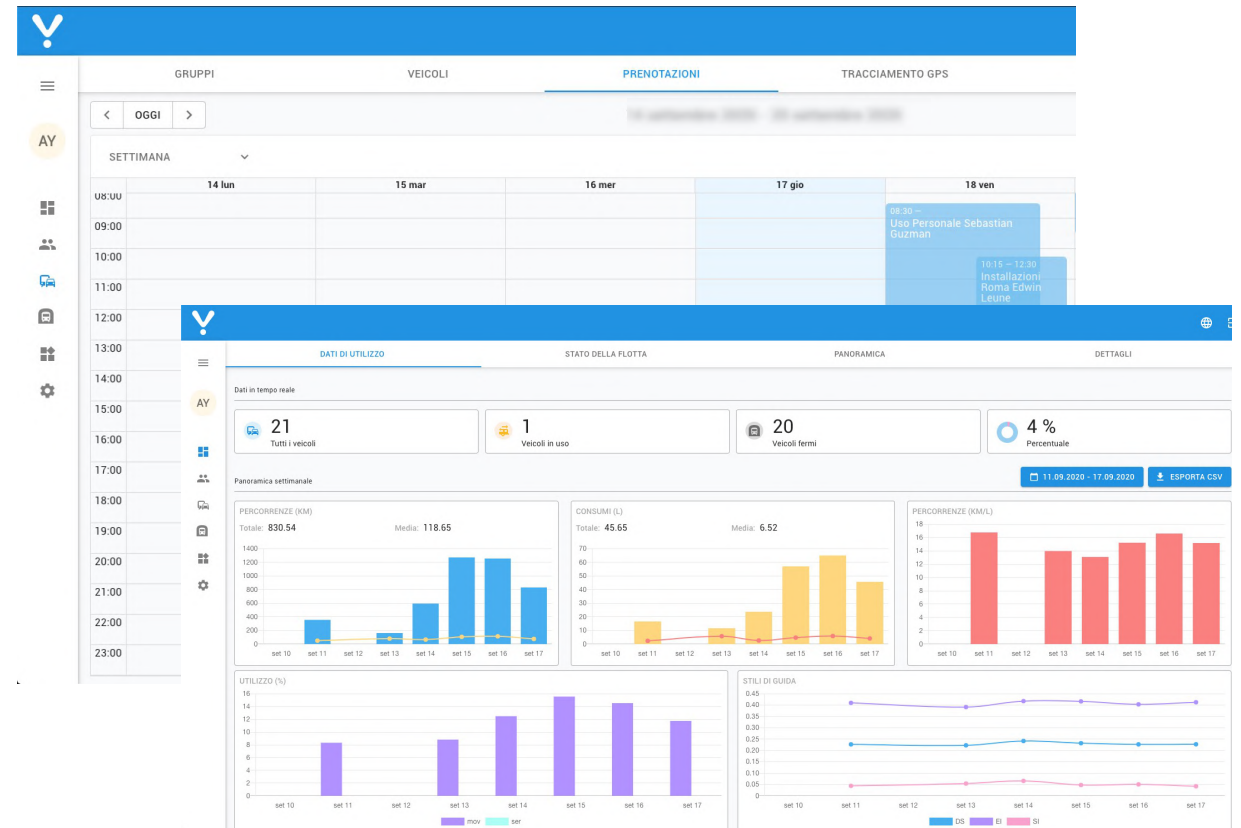 GRUPPI VEICOLI PRENOTAZIONI TRACCIAMENTO GPS
OGGI
AY
SETTIMANA
14 lun 15 mar 16 mer 17 gio 18 ven
08:00
09:00
10:00
11:00
12:00
13:00
14:00
15:00
16:00
17:00
18:00
19:00
20:00
21:00
22:00
23:00
08:30 –
Uso Personale Sebastian
Guzman
10:15 – 12:30
Installazioni
Roma Edwin
Leune
DATI DI UTILIZZO STATO DELLA FLOTTA PANORAMICA DETTAGLI
AY
Dati in tempo reale
21
Tutti i veicoli
1
Veicoli in uso
20
Veicoli fermi
4 %
Percentuale
Panoramica settimanale
11.09.2020 - 17.09.2020 ESPORTA CSV
PERCORRENZE (KM)
Totale: 830.54 Media: 118.65
1400
1200
1000
800
600
400
200
0
set 10 set 11 set 12 set 13 set 14 set 15 set 16 set 17
CONSUMI (L)
Totale: 45.65 Media: 6.52
70
60
50
40
30
20
10
0
set 10 set 11 set 12 set 13 set 14 set 15 set 16 set 17
PERCORRENZE (KM/L)
18
16
14
12
10
8
6
4
2
0
set 10 set 11 set 12 set 13 set 14 set 15 set 16 set 17
UTILIZZO (%)
16
14
12
10
8
6
4
2
0
set 10 set 11 set 12 set 13 set 14 set 15 set 16 set 17
mov ser
STILI DI GUIDA
0.45
0.40
0.35
0.30
0.25
0.20
0.15
0.10
0.05
0
set 10 set 11 set 12 set 13 set 14 set 15 set 16 set 17
DS EI SI